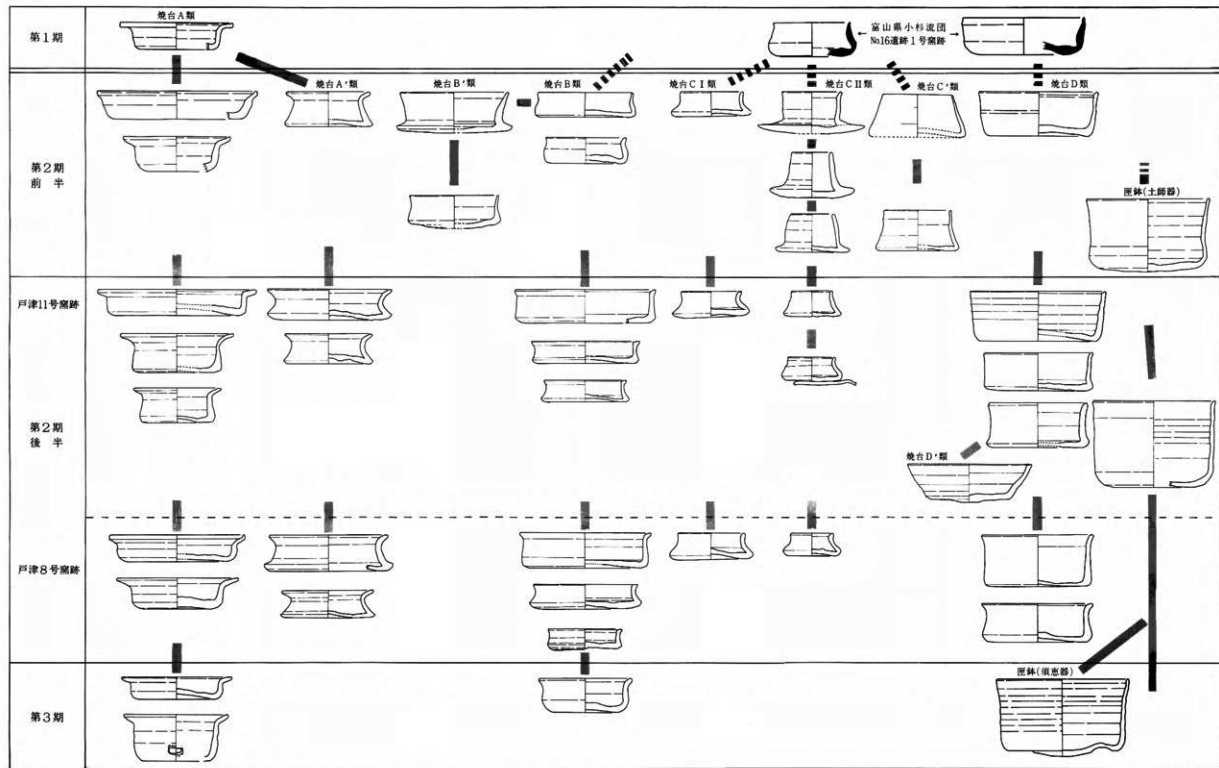 第1期
焼台A類
富山県小杉流団
←
→
No.16遺跡1号窯跡
焼台A'類
焼台B'類
焼台B類
焼台CⅠ類
焼台CⅡ類
焼台C'類
焼台D類
第2期
前半
匣鉢(土師器)
戸津11号窯跡
第2期
後半
焼台D'類
戸津8号窯跡
第3期
匣鉢(須恵器)